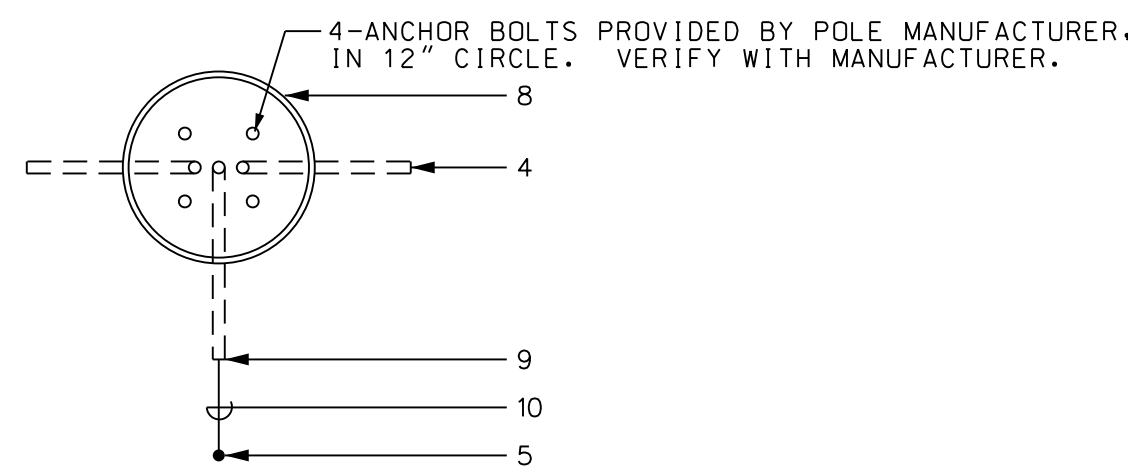 4-ANCHOR BOLTS PROVIDED BY POLE MANUFACTURER,
IN 12" CIRCLE. VERIFY WITH MANUFACTURER.
8
4
9
10
5